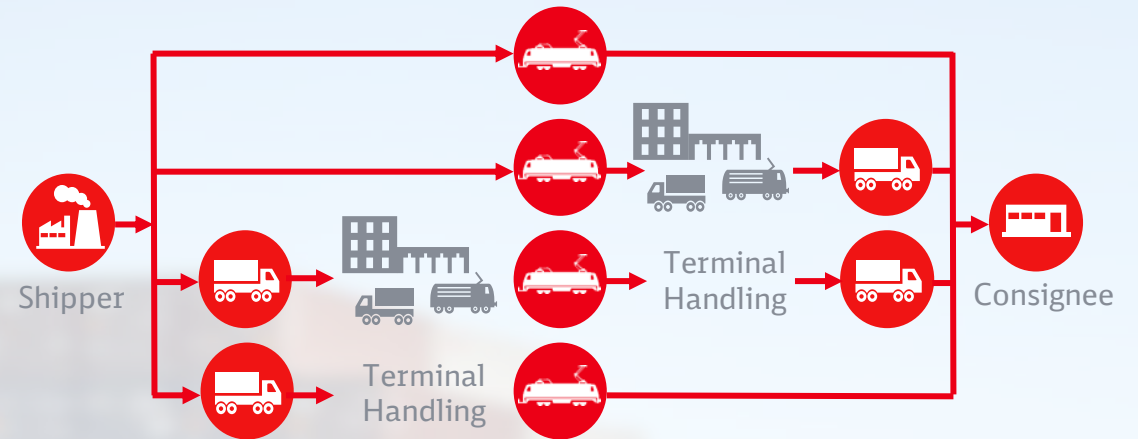 Shipper
Terminal
Handling
Consignee
Terminal
Handling